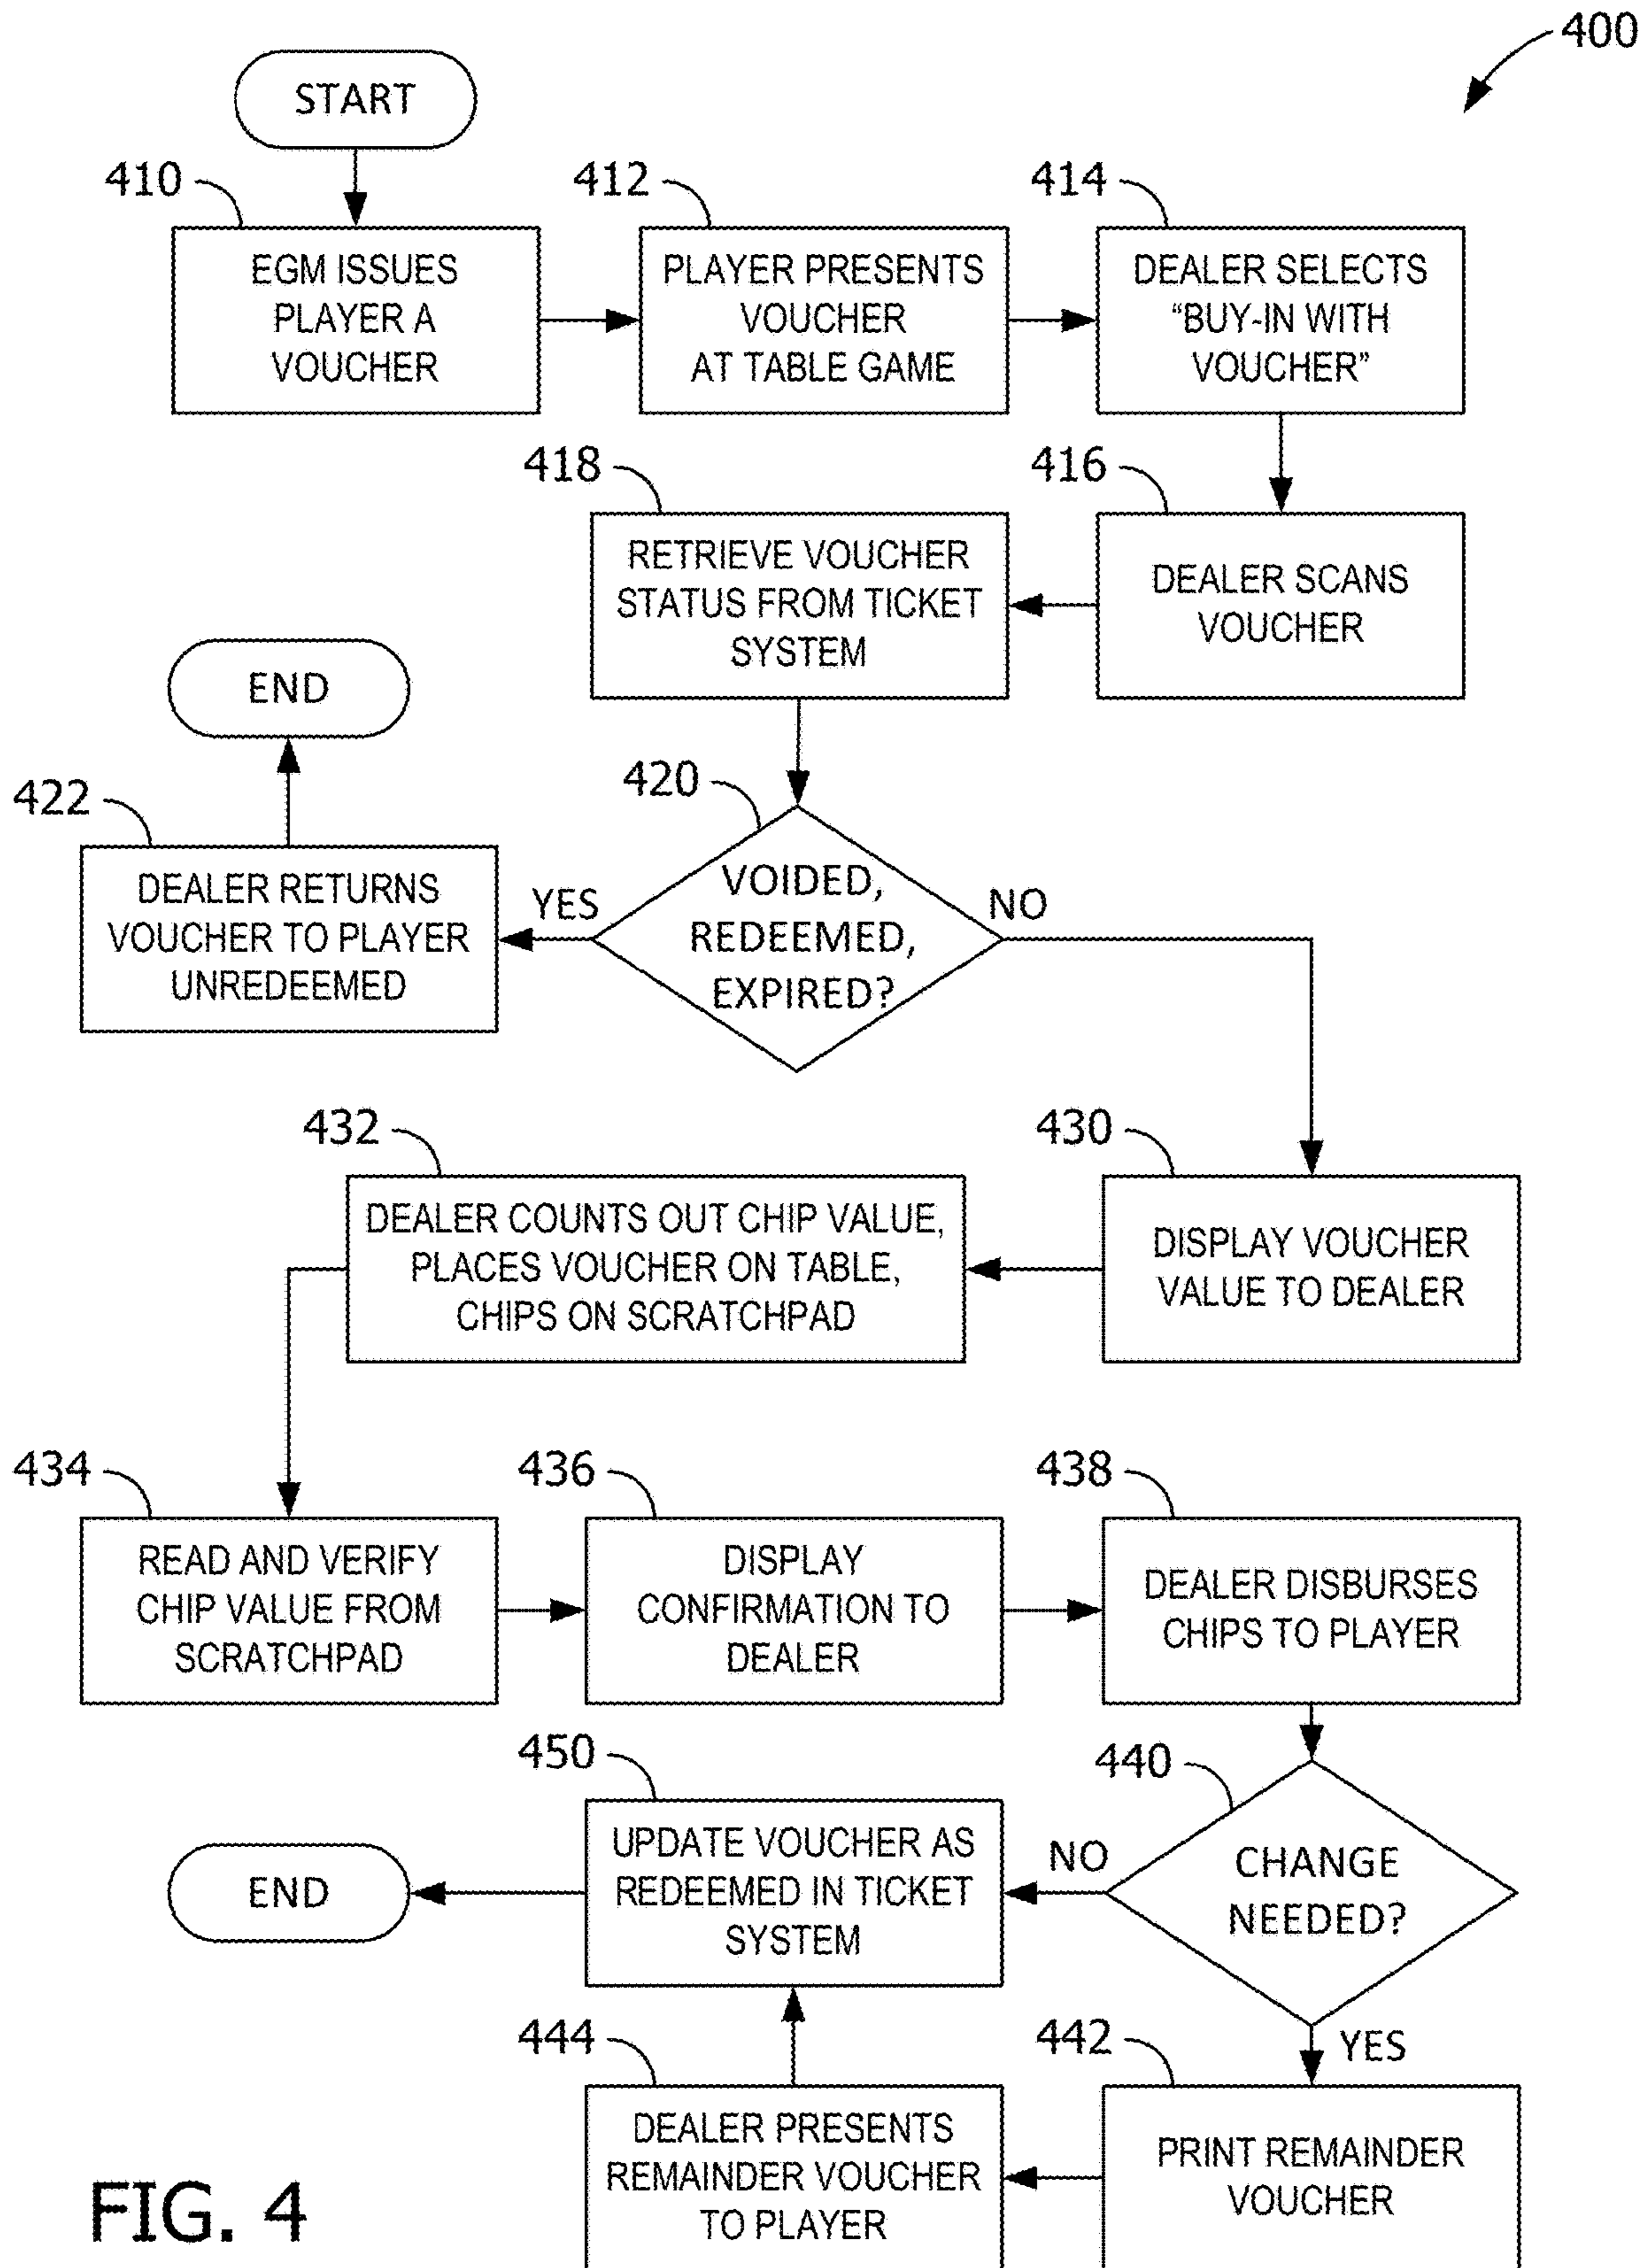 400
START
410
EGM ISSUES
PLAYER A
VOUCHER
412
PLAYER PRESENTS
VOUCHER
AT TABLE GAME
414
DEALER SELECTS
“BUY-IN WITH
VOUCHER”
416
DEALER SCANS
VOUCHER
418
RETRIEVE VOUCHER
STATUS FROM TICKET
SYSTEM
420
VOIDED,
REDEEMED,
EXPIRED?
YES
NO
422
DEALER RETURNS
VOUCHER TO PLAYER
UNREDEEMED
END
430
DISPLAY VOUCHER
VALUE TO DEALER
432
DEALER COUNTS OUT CHIP VALUE,
PLACES VOUCHER ON TABLE,
CHIPS ON SCRATCHPAD
434
READ AND VERIFY
CHIP VALUE FROM
SCRATCHPAD
436
DISPLAY
CONFIRMATION TO
DEALER
438
DEALER DISBURSES
CHIPS TO PLAYER
440
CHANGE
NEEDED?
NO
YES
450
UPDATE VOUCHER AS
REDEEMED IN TICKET
SYSTEM
END
442
PRINT REMAINDER
VOUCHER
444
DEALER PRESENTS
REMAINDER VOUCHER
TO PLAYER
FIG. 4